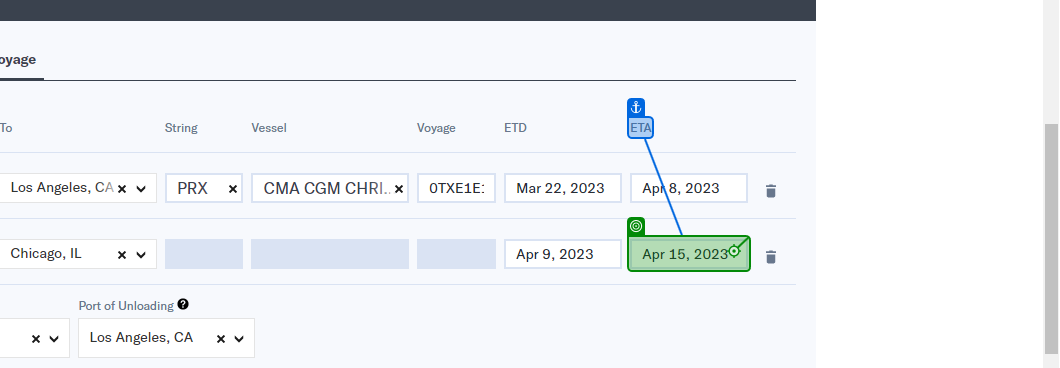 oyage
To String Vessel Voyage ETD ETA
Los Angeles, CA PRX CMA CGM CHRI... 0TXE1E: Mar 22, 2023 Apr 8, 2023
Chicago, IL Apr 9, 2023 Apr 15, 2023
Port of Unloading ?
Los Angeles, CA